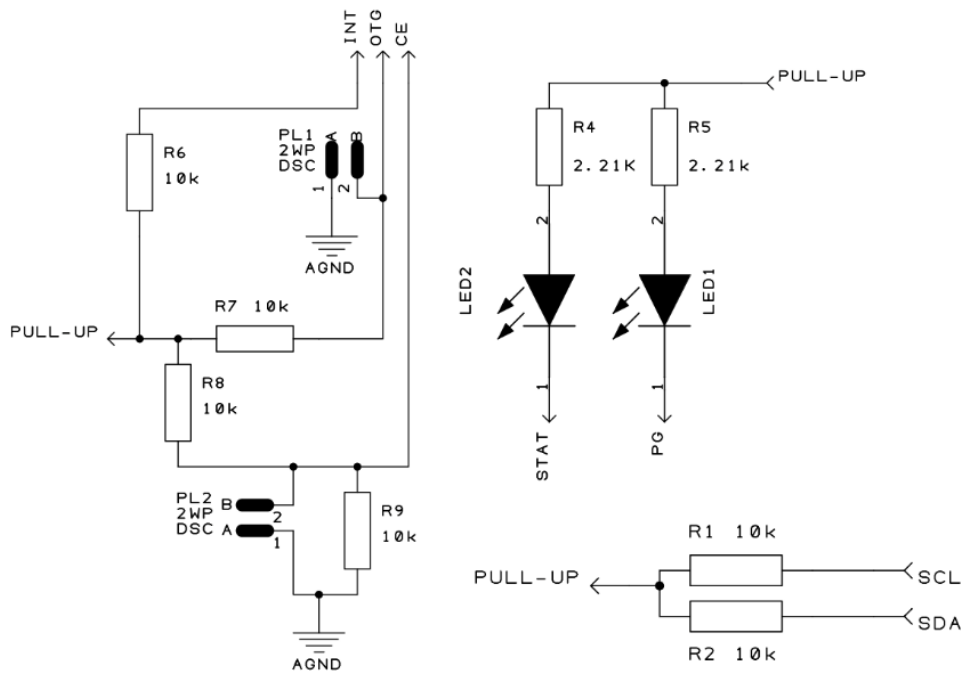 INT
OTG
CE
PL1
2WP
DSC
A
B
1
2
R6
10k
AGND
R7 10k
PULL-UP
R8
10k
PL2
2WP
DSC
B
A
2
1
R9
10k
AGND
PULL-UP
R4
2.21K
R5
2.21k
2
2
LED2
LED1
1
1
STAT
PG
R1 10k
PULL-UP
SCL
SDA
R2 10k